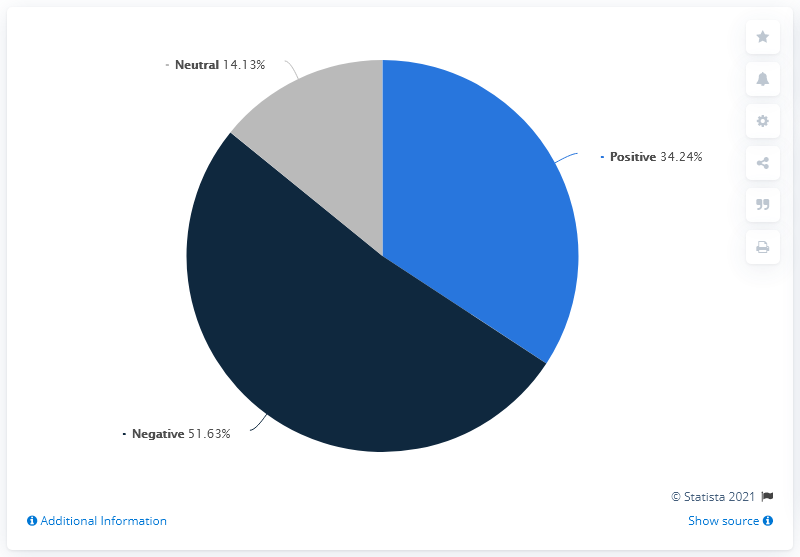 Neutral 14.13%
Positive 34.24%
Negative 51.63%
© Statista 2021
Additional Information
Show source